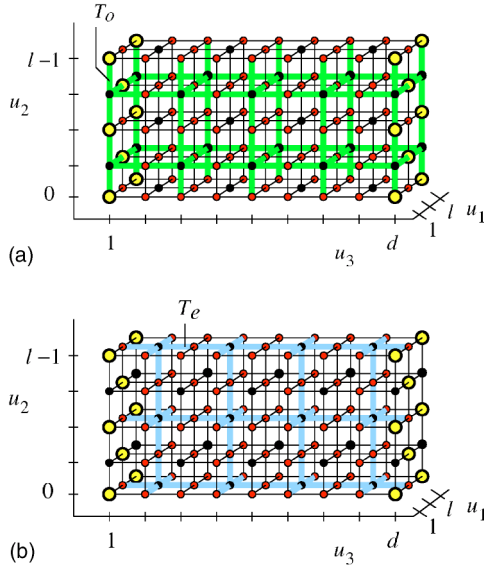 T_o
l – 1
u_2
0
l u_1
1
1 u_3 d
(a)
T_e
l – 1
u_2
0
l u_1
1
1 u_3 d
(b)